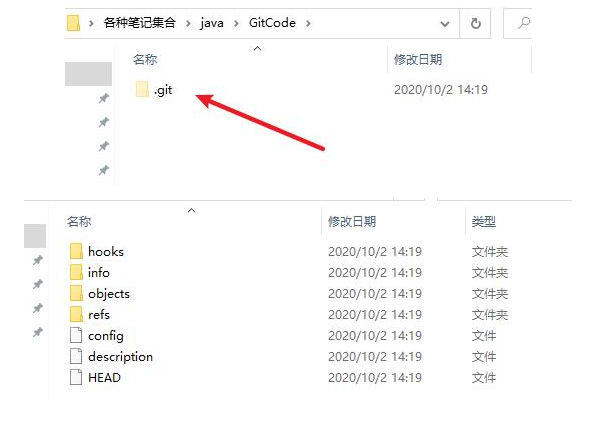 各种笔记集合 java GitCode
名称 修改日期
.git 2020/10/2 14:19
名称 修改日期 类型
hooks 2020/10/2 14:19 文件夹
info 2020/10/2 14:19 文件夹
objects 2020/10/2 14:19 文件夹
refs 2020/10/2 14:19 文件夹
config 2020/10/2 14:19 文件
description 2020/10/2 14:19 文件
HEAD 2020/10/2 14:19 文件